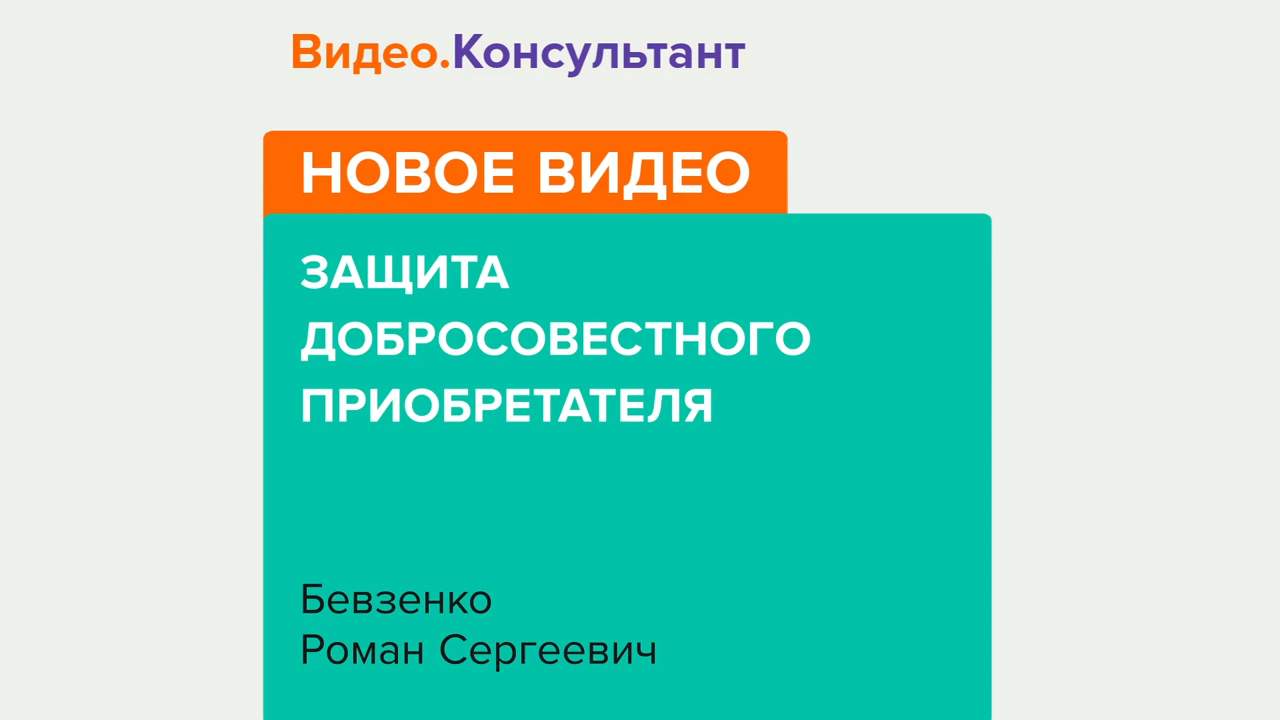 Видео.Консультант
НОВОЕ ВИДЕО
ЗАЩИТА
ДОБРОСОВЕСТНОГО
ПРИОБРЕТАТЕЛЯ
Бевзенко
Роман Сергеевич